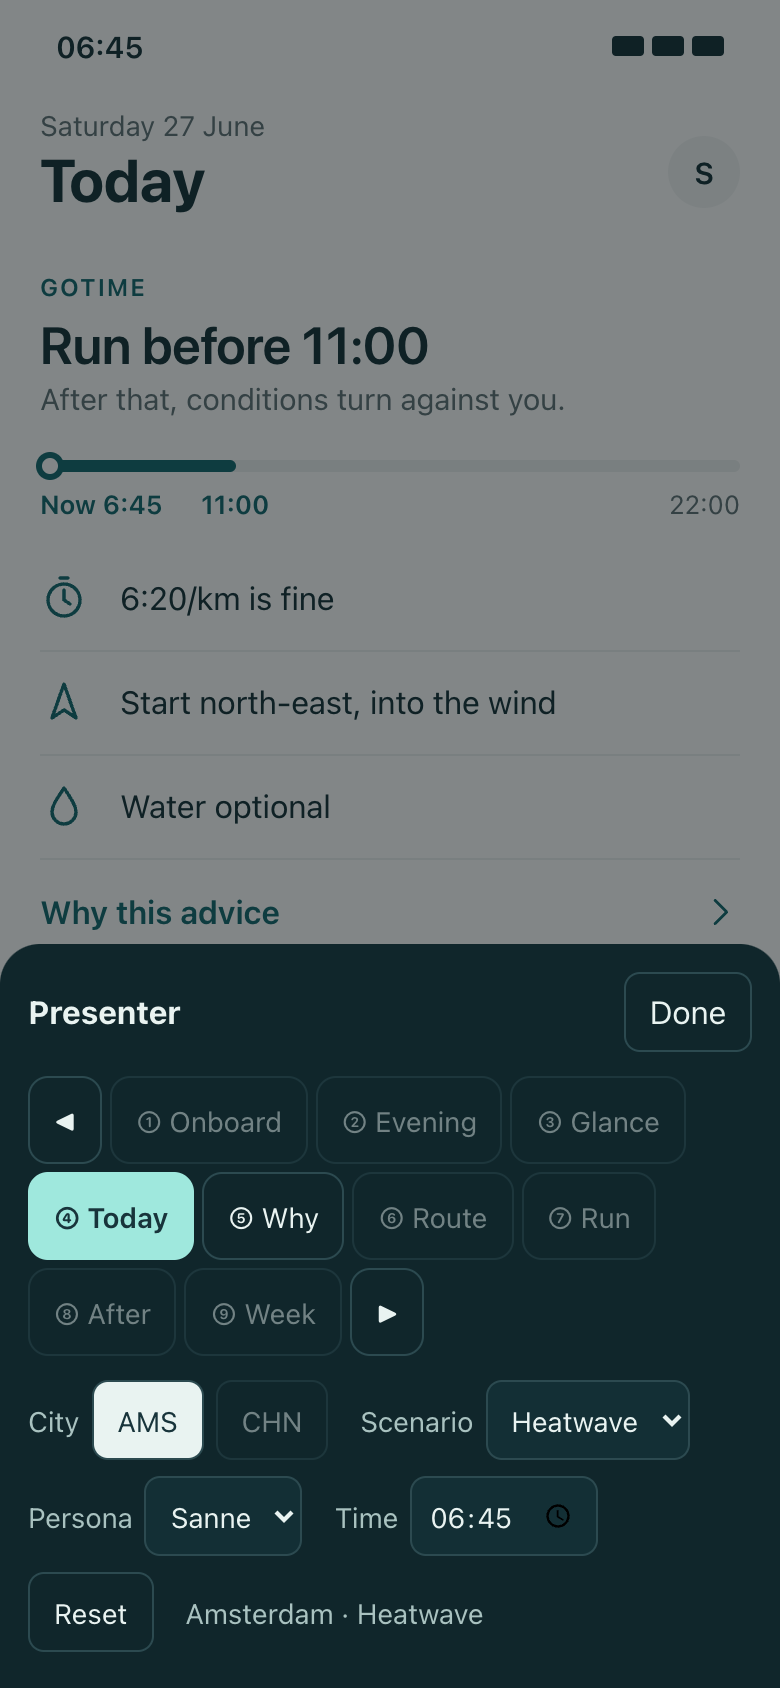 06:45
Saturday 27 June
Today
S
GOTIME
Run before 11:00
After that, conditions turn against you.
Now 6:45 11:00 22:00
6:20/km is fine
Start north-east, into the wind
Water optional
Why this advice
Presenter Done
◀ ① Onboard ② Evening ③ Glance
④ Today ⑤ Why ⑥ Route ⑦ Run
⑧ After ⑨ Week ▶
City AMS CHN Scenario Heatwave
Persona Sanne Time 06:45
Reset Amsterdam · Heatwave